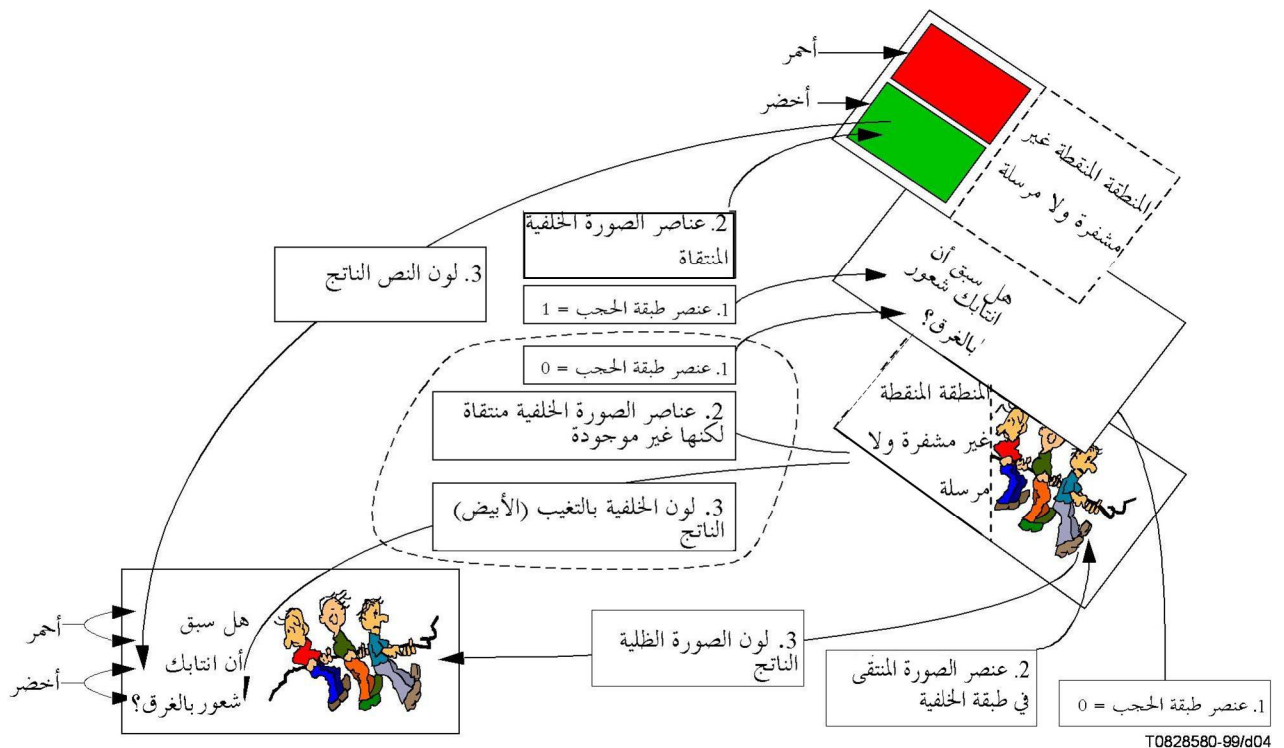 أحمر
أخضر
المنطقة المنقطة غير
مشفرة ولا مرسلة
2. عناصر الصورة الخلفية
المنتقاة
3. لون النص الناتج
1. عنصر طبقة الحجب = 1
هل سبق أن
انتابك شعور
بالغرق؟
1. عنصر طبقة الحجب = 0
2. عناصر الصورة الخلفية منتقاة
لكنها غير موجودة
المنطقة المنقطة
غير مشفرة ولا
مرسلة
3. لون الخلفية بالتغيب (الأبيض)
الناتج
أحمر
أخضر
هل سبق
أن انتابك
شعور بالغرق؟
3. لون الصورة الظلية
الناتج
2. عنصر الصورة المنتقى
في طبقة الخلفية
1. عنصر طبقة الحجب = 0
T0828580-99/d04